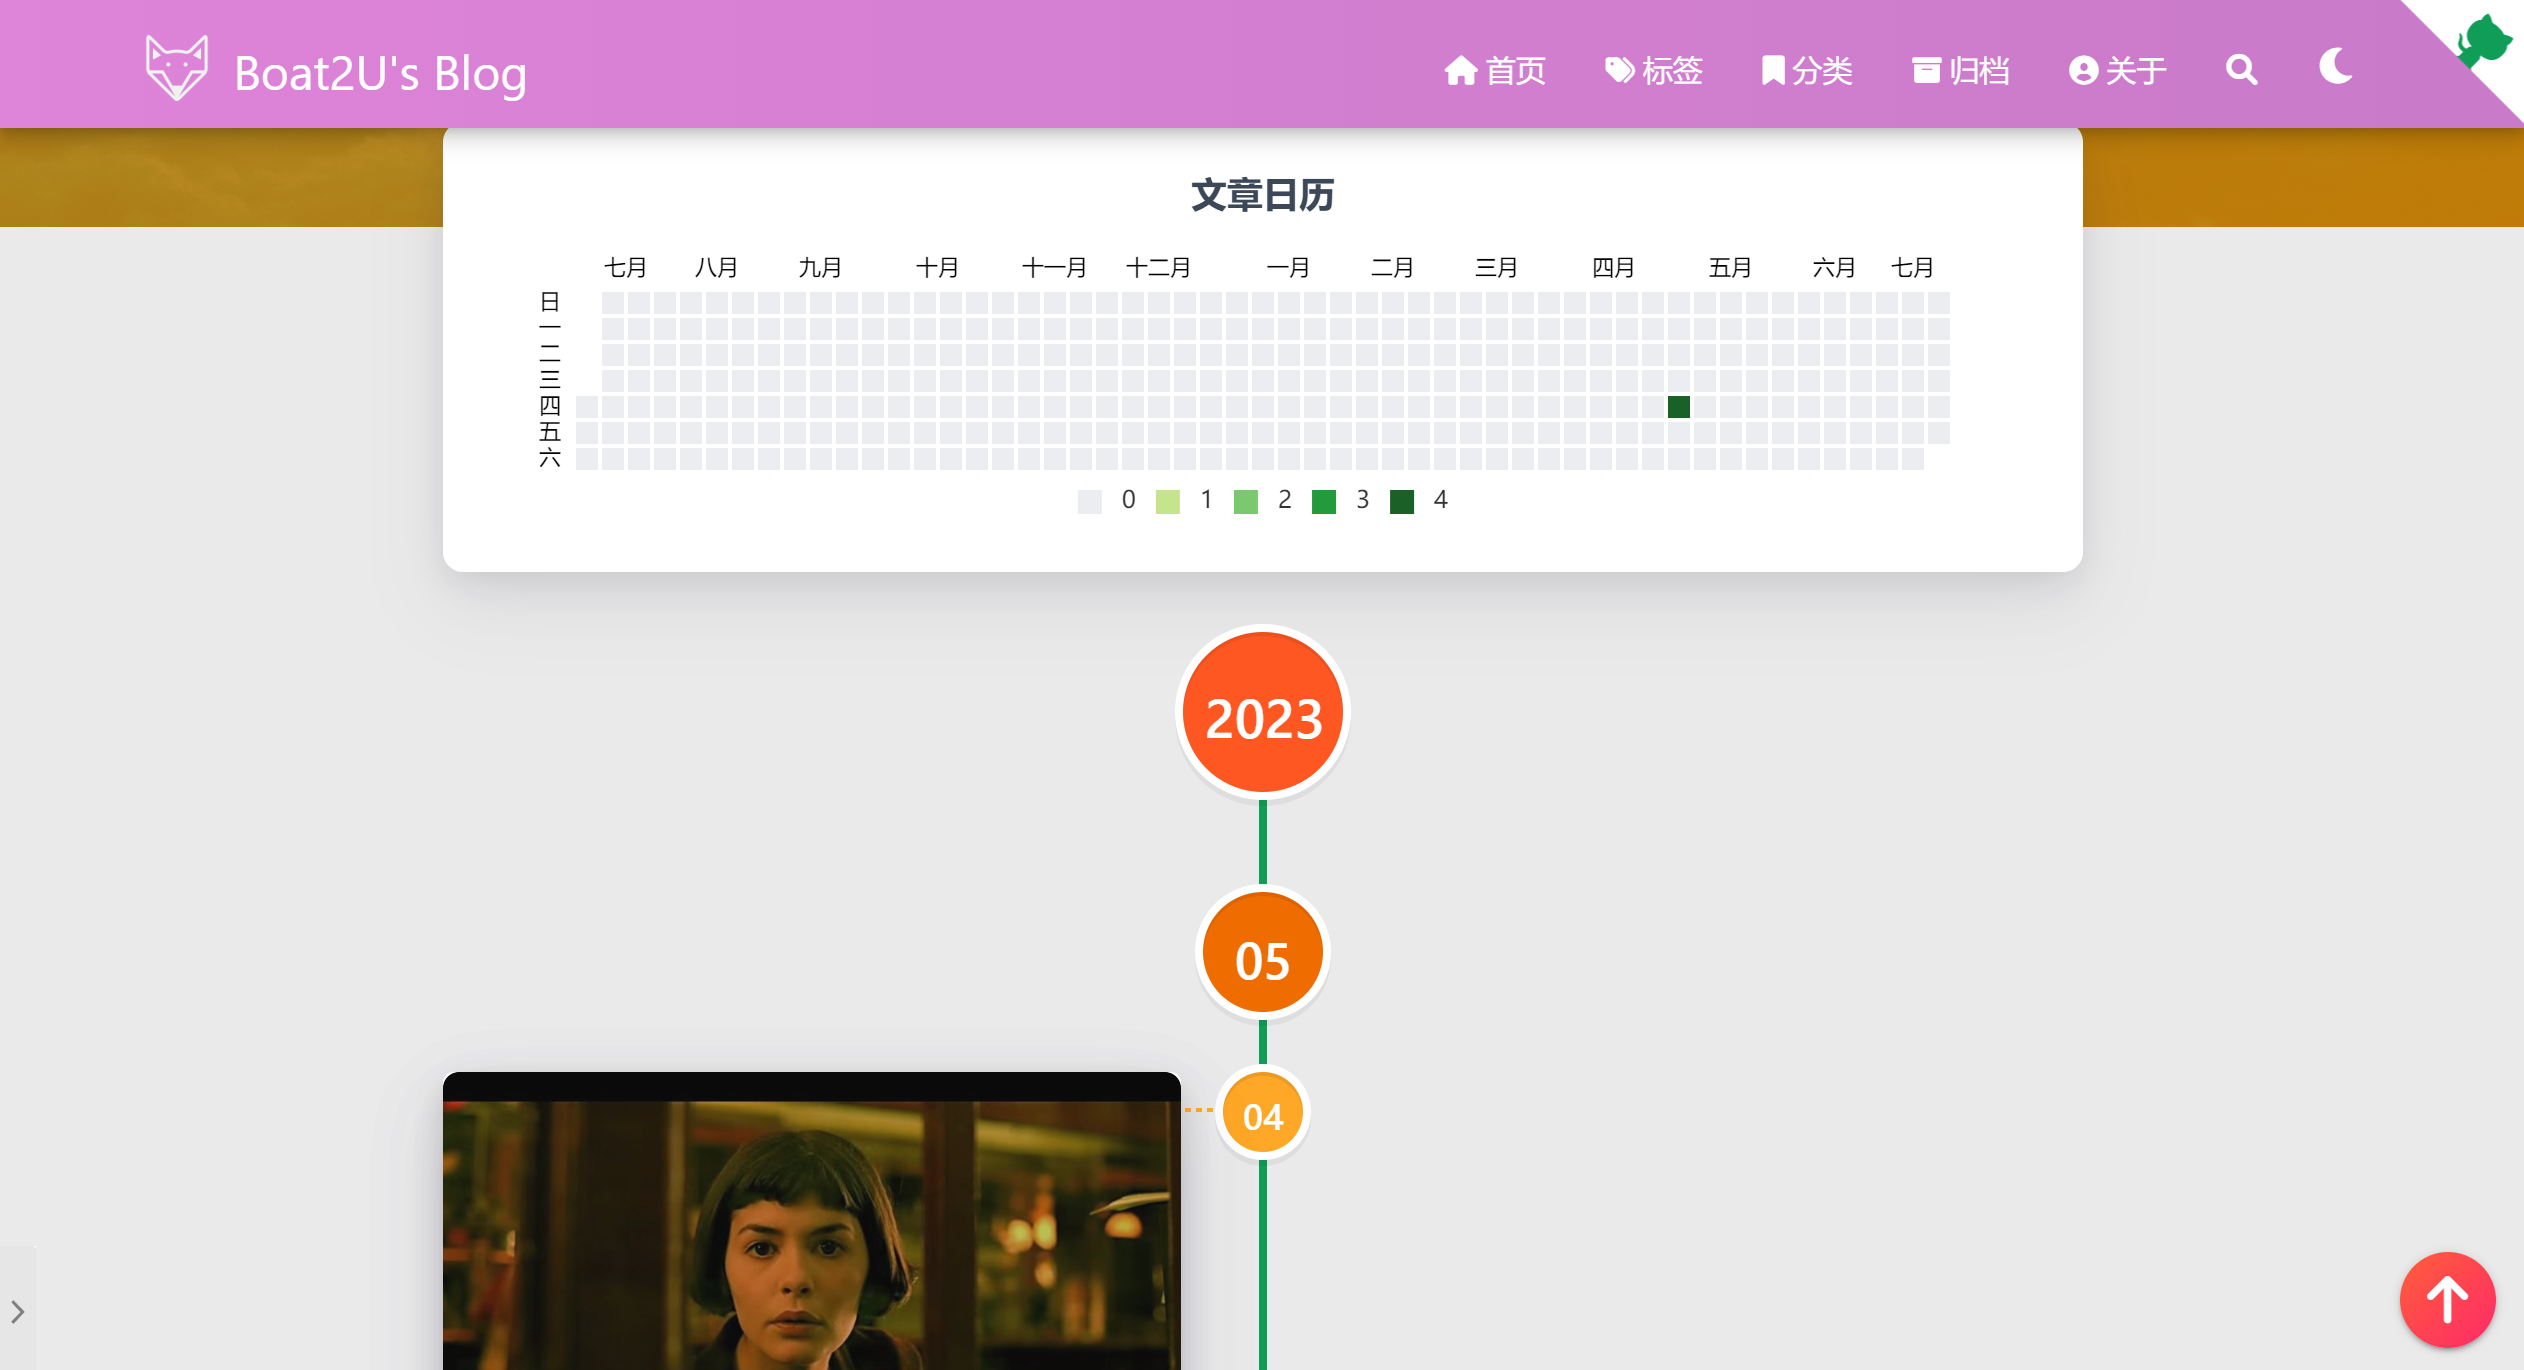 Boat2U's Blog
首页 标签 分类 归档 关于
文章日历
七月 八月 九月 十月 十一月 十二月 一月 二月 三月 四月 五月 六月 七月
日
一
二
三
四
五
六
0 1 2 3 4
2023
05
04